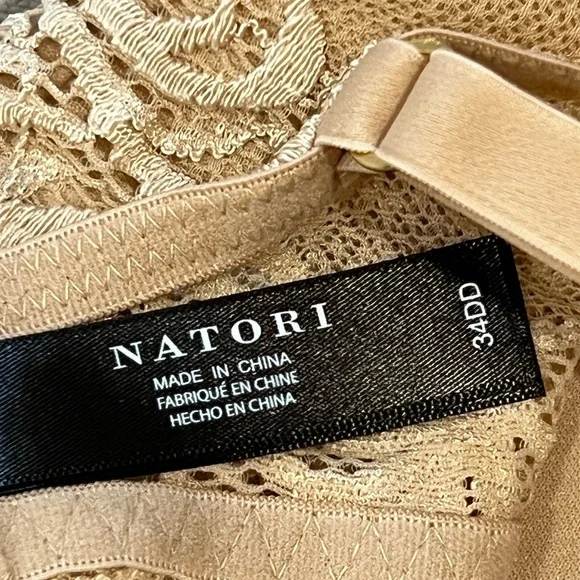 NATORI
MADE IN CHINA
FABRIQUÉ EN CHINE
HECHO EN CHINA
34DD